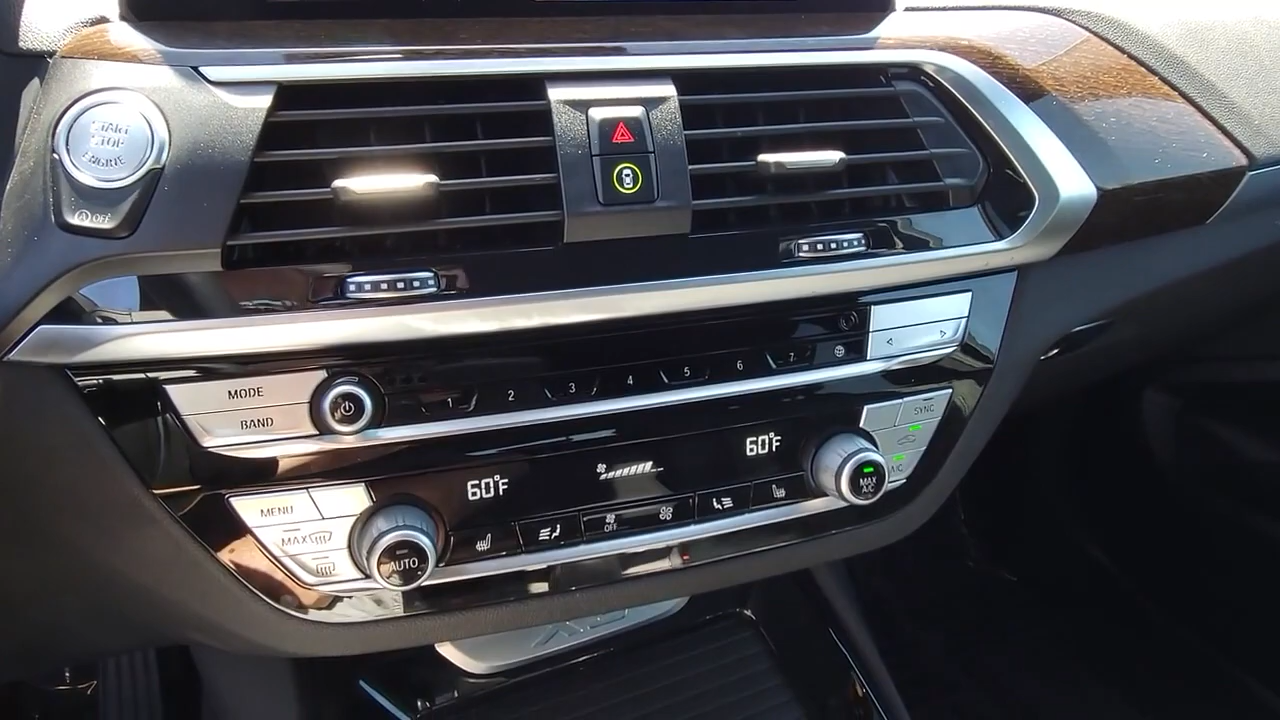 START
STOP
ENGINE
OFF
MODE
BAND
1 2 3 4 5 6 7
MENU
MAX
AUTO
60°F
OFF
60°F
MAX
A/C
SYNC
A/C